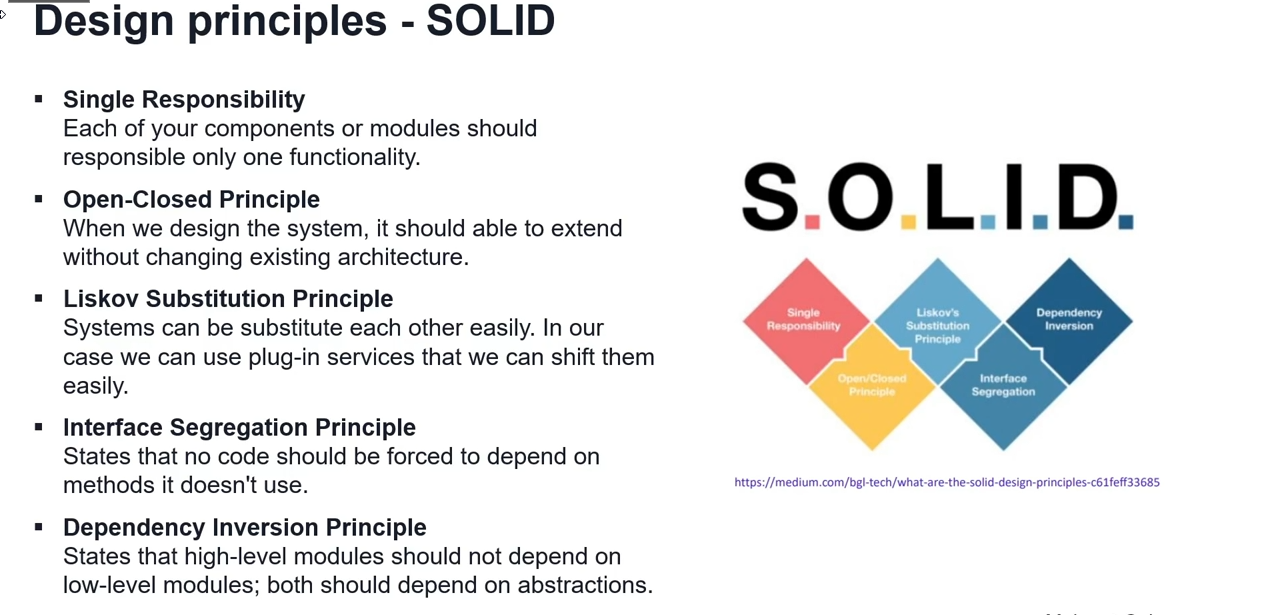 Design principles - SOLID
▪ Single Responsibility
Each of your components or modules should
responsible only one functionality.
▪ Open-Closed Principle
When we design the system, it should able to extend
without changing existing architecture.
▪ Liskov Substitution Principle
Systems can be substitute each other easily. In our
case we can use plug-in services that we can shift them
easily.
▪ Interface Segregation Principle
States that no code should be forced to depend on
methods it doesn't use.
▪ Dependency Inversion Principle
States that high-level modules should not depend on
low-level modules; both should depend on abstractions.
S.O.L.I.D.
Single
Responsibility
Open/Closed
Principle
Liskov's
Substitution
Principle
Interface
Segregation
Dependency
Inversion
https://medium.com/bgl-tech/what-are-the-solid-design-principles-c61feff33685